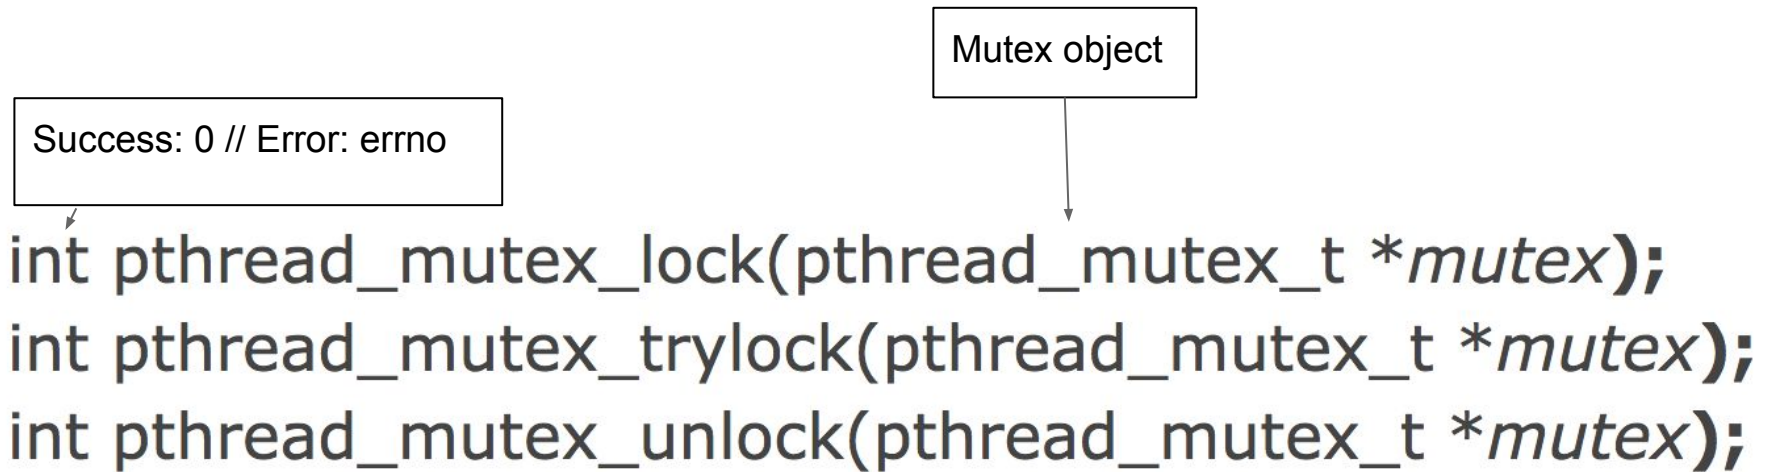 Mutex object
Success: 0 // Error: errno
int pthread_mutex_lock(pthread_mutex_t *mutex);
int pthread_mutex_trylock(pthread_mutex_t *mutex);
int pthread_mutex_unlock(pthread_mutex_t *mutex);